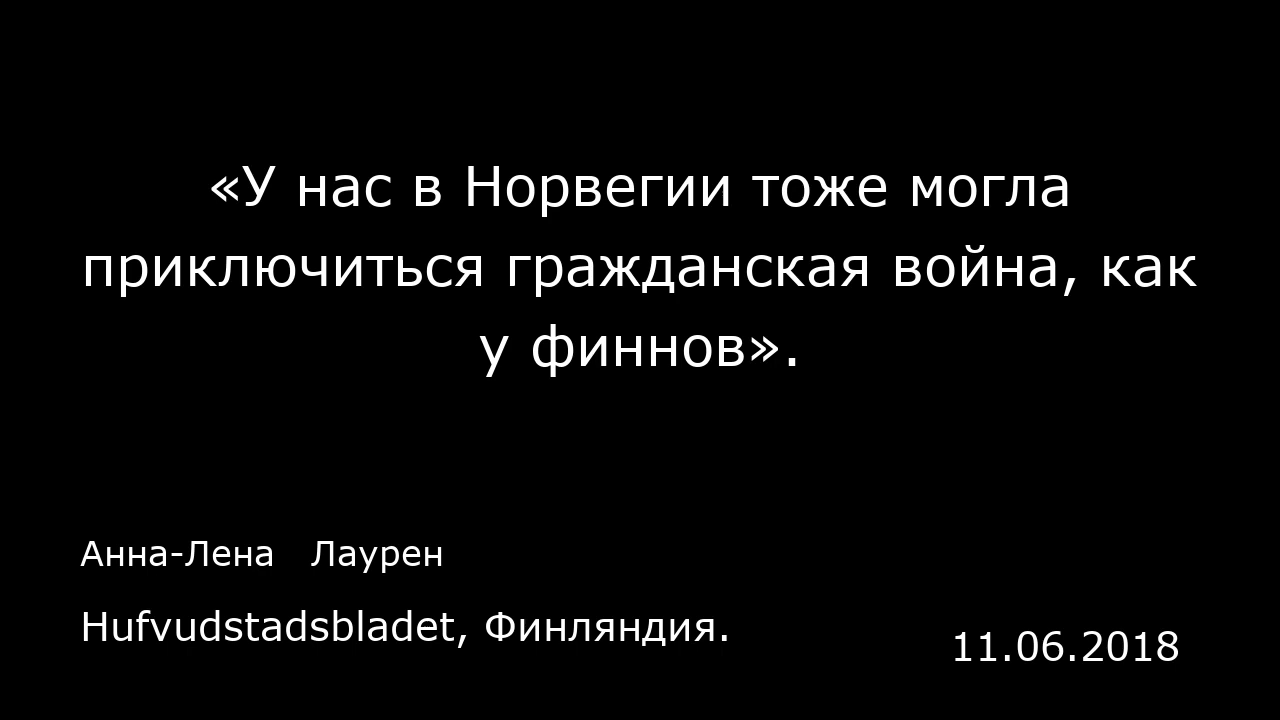 «У нас в Норвегии тоже могла
приключиться гражданская война, как
у финнов».
Анна-Лена Лаурен
Hufvudstadsbladet, Финляндия.
11.06.2018